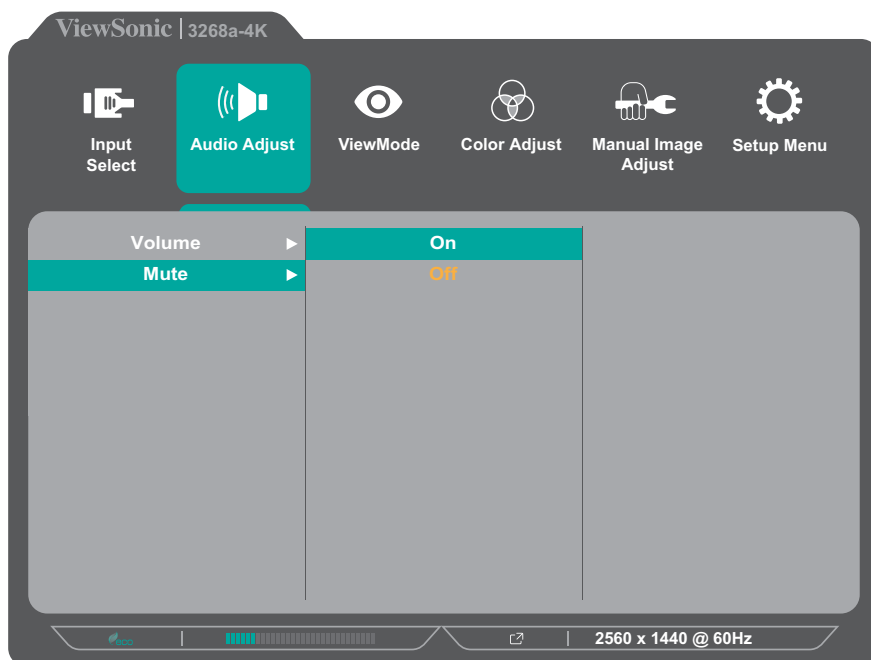 ViewSonic | 3268a-4K
Input
Select
Audio Adjust
ViewMode
Color Adjust
Manual Image
Adjust
Setup Menu
Volume
On
Mute
Off
eco
2560 x 1440 @ 60Hz